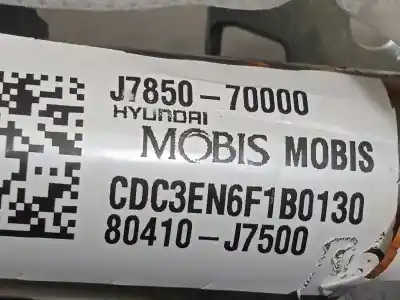 J7850-70000
HYUNDAI
MOBIS MOBIS
CDC3EN6F1B0130
80410-J7500